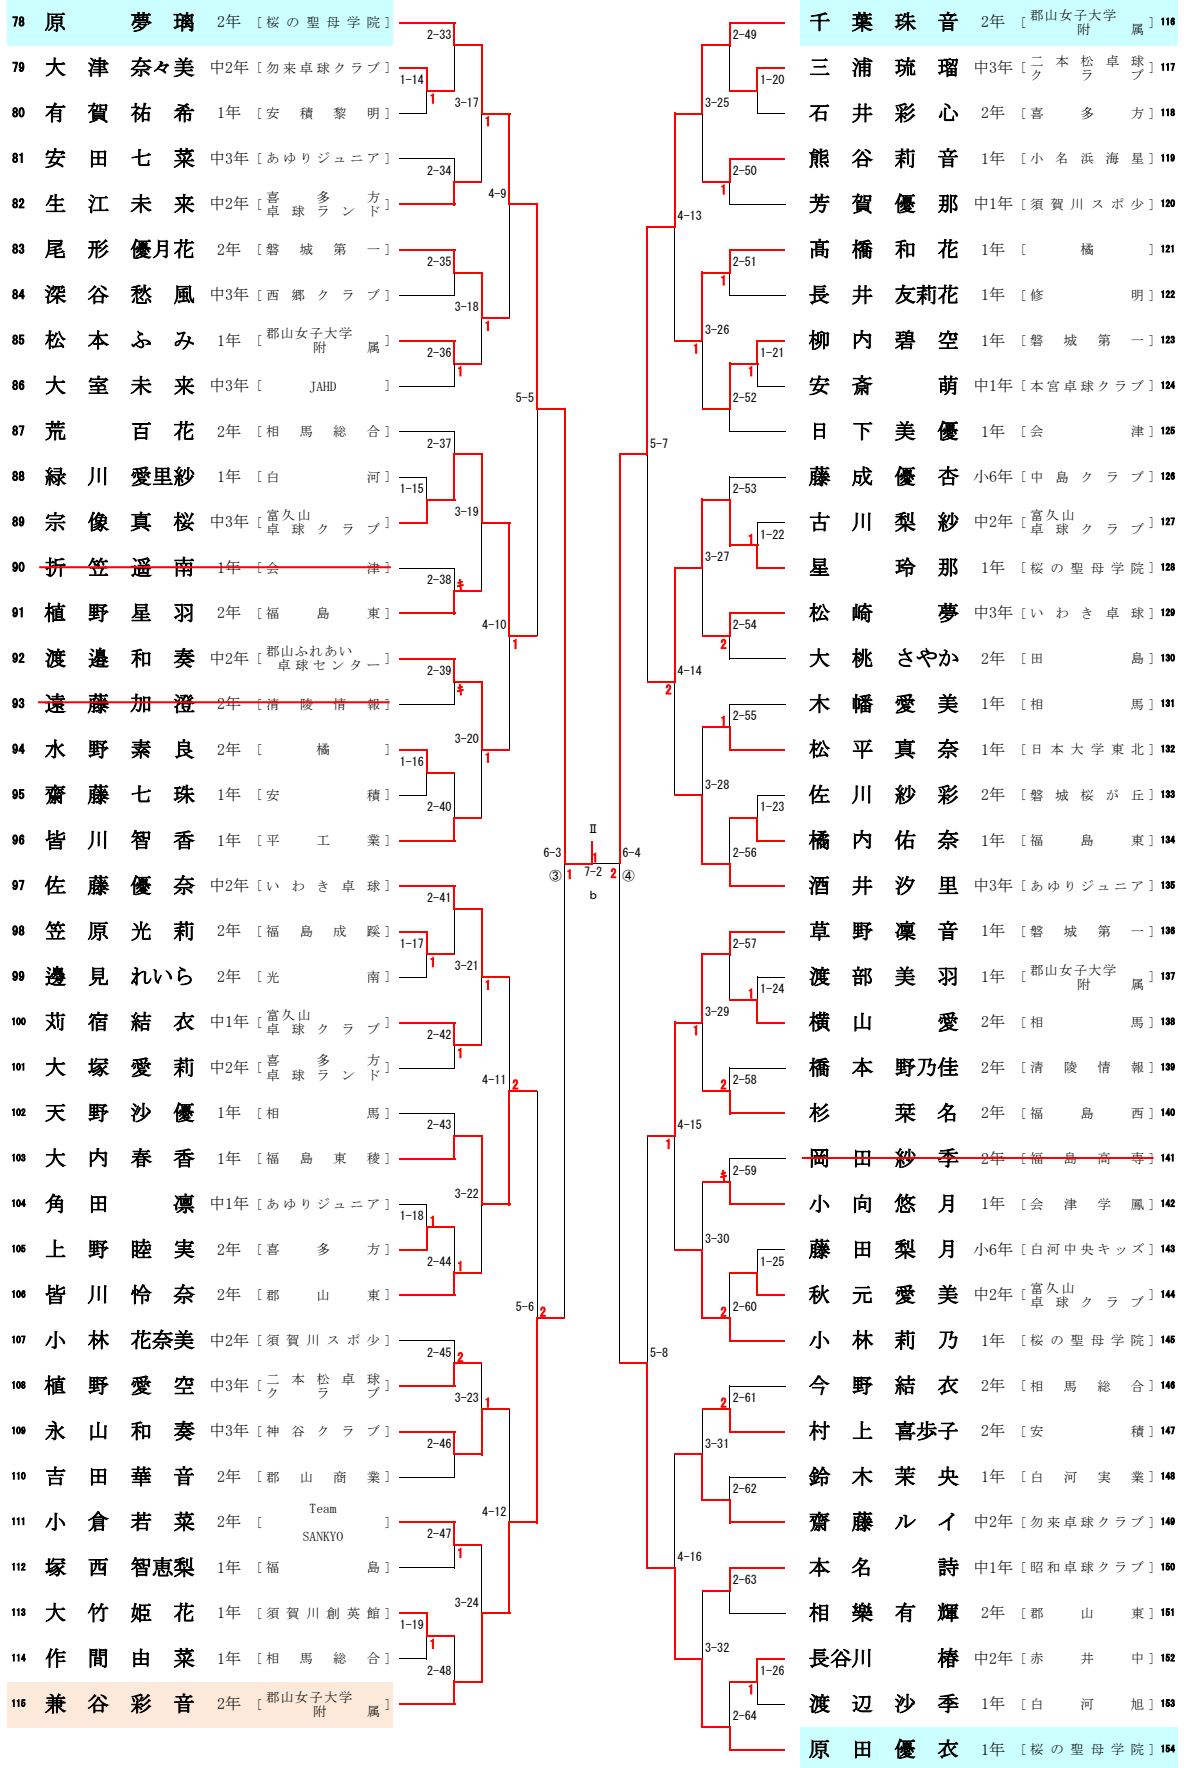 78 原 夢璃 2年 [桜の聖母学院]
79 大津 奈々美 中2年 [勿来卓球クラブ]
80 有賀 祐希 1年 [安積黎明]
81 安田 七菜 中3年 [あゆりジュニア]
82 生江 未来 中2年 [喜多方卓球ランド]
83 尾形 優月花 2年 [磐城第一]
84 深谷 愁風 中3年 [西郷クラブ]
85 松本 ふみ 1年 [郡山女子大学附属]
86 大室 未来 中3年 [JAHD]
87 荒 百花 2年 [相馬総合]
88 緑川 愛里紗 1年 [白河]
89 宗像 真桜 中3年 [富久山卓球クラブ]
90 折笠 遥南 1年 [会津]
91 植野 星羽 2年 [福島東]
92 渡邉 和奏 中2年 [郡山ふれあい卓球センター]
93 遠藤 加澄 2年 [清陵情報]
94 水野 素良 2年 [橘]
95 齋藤 七珠 1年 [安積]
96 皆川 智香 1年 [平工業]
97 佐藤 優奈 中2年 [いわき卓球]
98 笠原 光莉 2年 [福島成蹊]
99 邊見 れいら 2年 [光南]
100 苅宿 結衣 中1年 [富久山卓球クラブ]
101 大塚 愛莉 中2年 [喜多方卓球ランド]
102 天野 沙優 1年 [相馬]
103 大内 春香 1年 [福島東稜]
104 角田 凛 中1年 [あゆりジュニア]
105 上野 睦実 2年 [喜多方]
106 皆川 怜奈 2年 [郡山東]
107 小林 花奈美 中2年 [須賀川スポ少]
108 植野 愛空 中3年 [二本松卓球クラブ]
109 永山 和奏 中3年 [神谷クラブ]
110 吉田 華音 2年 [郡山商業]
111 小倉 若菜 2年 [Team SANKYO]
112 塚西 智恵梨 1年 [福島]
113 大竹 姫花 1年 [須賀川創英館]
114 作間 由菜 1年 [相馬総合]
115 兼谷 彩音 2年 [郡山女子大学附属]
2-33
1-14
1
3-17
1
2-34
4-9
2-35
3-18
1
2-36
1
5-5
2-37
1-15
3-19
2-38
キ
4-10
1
2-39
キ
3-20
1
1-16
2-40
6-3
③
1
2-41
1-17
1
3-21
1
2-42
1
4-11
2
2-43
3-22
1-18
1
2-44
1
5-6
2
2-45
2
3-23
1
2-46
4-12
2-47
1
3-24
1-19
1
2-48
Ⅱ
1
7-2
b
6-4
2
④
2-49
1-20
3-25
2-50
1
4-13
2-51
1
3-26
1
1-21
1
2-52
5-7
2-53
1
1-22
3-27
2-54
2
4-14
2
1
2-55
3-28
1-23
2-56
2-57
1
1-24
3-29
1
2
2-58
4-15
1
2-59
キ
3-30
1-25
2
2-60
5-8
2
2-61
3-31
2-62
4-16
2-63
3-32
1-26
1
2-64
千葉 珠音 2年 [郡山女子大学附属] 116
三浦 琉瑠 中3年 [二本松卓球クラブ] 117
石井 彩心 2年 [喜多方] 118
熊谷 莉音 1年 [小名浜海星] 119
芳賀 優那 中1年 [須賀川スポ少] 120
髙橋 和花 1年 [橘] 121
長井 友莉花 1年 [修明] 122
柳内 碧空 1年 [磐城第一] 123
安斎 萌 中1年 [本宮卓球クラブ] 124
日下 美優 1年 [会津] 125
藤成 優杏 小6年 [中島クラブ] 126
古川 梨紗 中2年 [富久山卓球クラブ] 127
星 玲那 1年 [桜の聖母学院] 128
松崎 夢 中3年 [いわき卓球] 129
大桃 さやか 2年 [田島] 130
木幡 愛美 1年 [相馬] 131
松平 真奈 1年 [日本大学東北] 132
佐川 紗彩 2年 [磐城桜が丘] 133
橘内 佑奈 1年 [福島東] 134
酒井 汐里 中3年 [あゆりジュニア] 135
草野 凜音 1年 [磐城第一] 136
渡部 美羽 1年 [郡山女子大学附属] 137
横山 愛 2年 [相馬] 138
橋本 野乃佳 2年 [清陵情報] 139
杉 栞名 2年 [福島西] 140
岡田 紗季 2年 [福島高専] 141
小向 悠月 1年 [会津学鳳] 142
藤田 梨月 小6年 [白河中央キッズ] 143
秋元 愛美 中2年 [富久山卓球クラブ] 144
小林 莉乃 1年 [桜の聖母学院] 145
今野 結衣 2年 [相馬総合] 146
村上 喜歩子 2年 [安積] 147
鈴木 茉央 1年 [白河実業] 148
齋藤 ルイ 中2年 [勿来卓球クラブ] 149
本名 詩 中1年 [昭和卓球クラブ] 150
相樂 有輝 2年 [郡山東] 151
長谷川 椿 中2年 [赤井中] 152
渡辺 沙季 1年 [白河旭] 153
原田 優衣 1年 [桜の聖母学院] 154